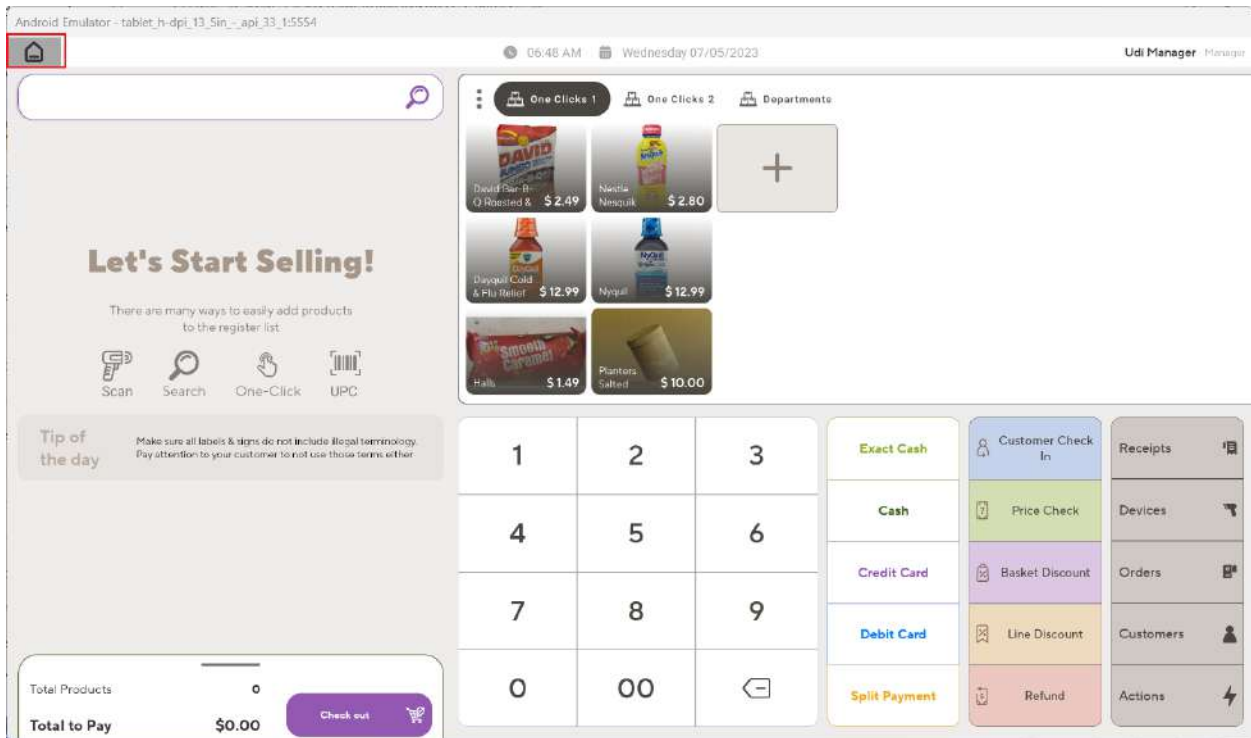 Android Emulator - tablet_h-dpi_13_5in_-_api_33_1:5554
06:48 AM Wednesday 07/05/2023
Udi Manager Manager
Let's Start Selling!
There are many ways to easily add products
to the register list
Scan Search One-Click UPC
Tip of
the day
Make sure all labels & signs do not include illegal terminology.
Pay attention to your customer to not use those terms either
Total Products 0
Total to Pay $0.00
Check out
One Clicks 1 One Clicks 2 Departments
DAVID
JUMBO
David Bar-B-
Q Roasted & $ 2.49
Nestle
Nesquik $ 2.80
Dayquil Cold
& Flu Relief $ 12.99
NyQuil
Nyquil $ 12.99
Smooth
Caramel
Halls $ 1.49
Planters
Salted $ 10.00
1 2 3
4 5 6
7 8 9
0 00
Exact Cash
Cash
Credit Card
Debit Card
Split Payment
Customer Check
In
Price Check
Basket Discount
Line Discount
Refund
Receipts
Devices
Orders
Customers
Actions